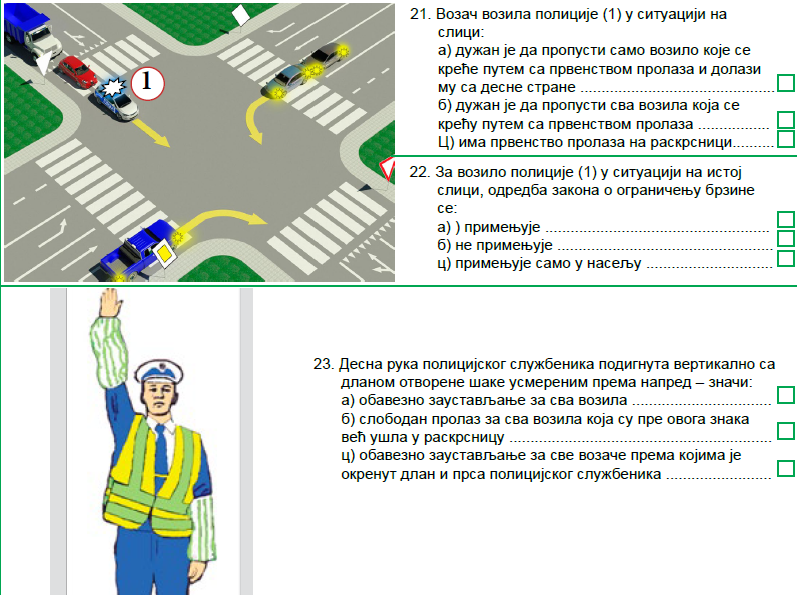 1
21. Возач возила полиције (1) у ситуацији на
слици:
а) дужан је да пропусти само возило које се
креће путем са првенством пролаза и долази
му са десне стране ..............................................
б) дужан је да пропусти сва возила која се
крећу путем са првенством пролаза .................
Ц) има првенство пролаза на раскрсници..........
22. За возило полиције (1) у ситуацији на истој
слици, одредба закона о ограничењу брзине
се:
а) ) примењује ......................................................
б) не примењује ....................................................
ц) примењује само у насељу ..............................
23. Десна рука полицијског службеника подигнута вертикално са
дланом отворене шаке усмереним према напред – значи:
а) обавезно заустављање за сва возила .................................
б) слободан пролаз за сва возила која су пре овога знака
већ ушла у раскрсницу ..............................................................
ц) обавезно заустављање за све возаче према којима је
окренут длан и прса полицијског службеника .........................